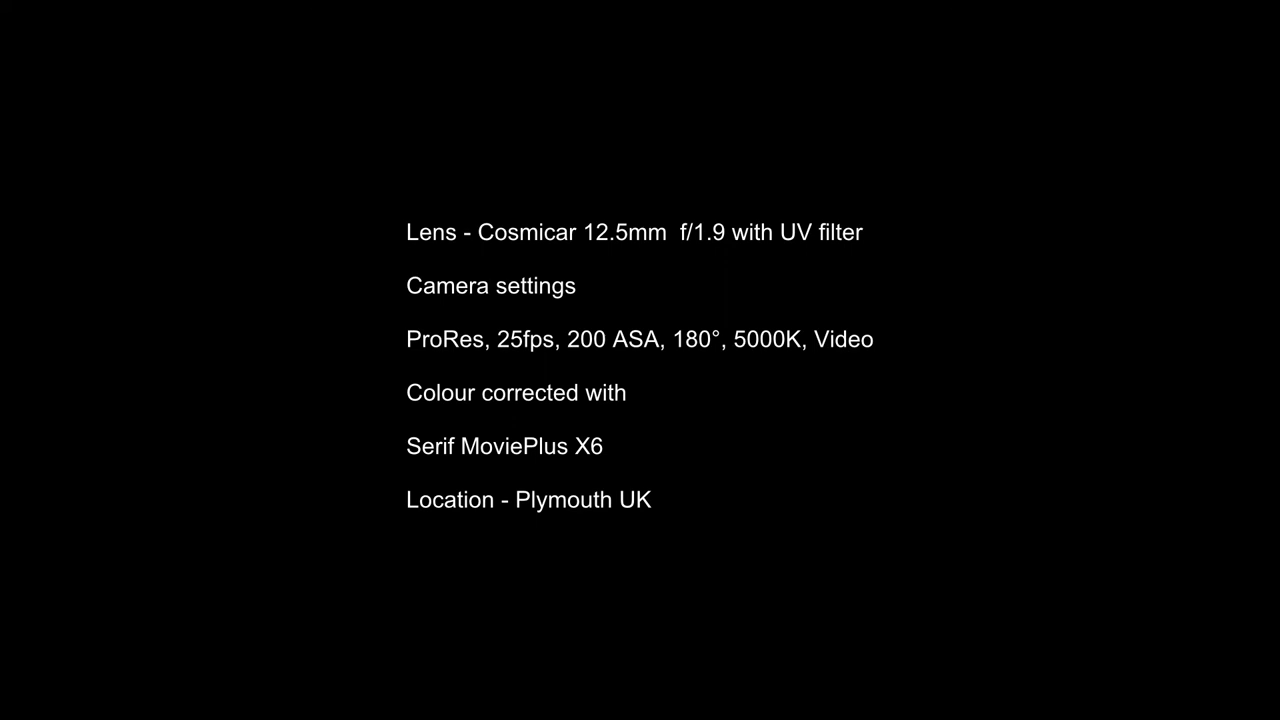 Lens - Cosmicar 12.5mm  f/1.9 with UV filter
Camera settings
ProRes, 25fps, 200 ASA, 180°, 5000K, Video
Colour corrected with
Serif MoviePlus X6
Location - Plymouth UK